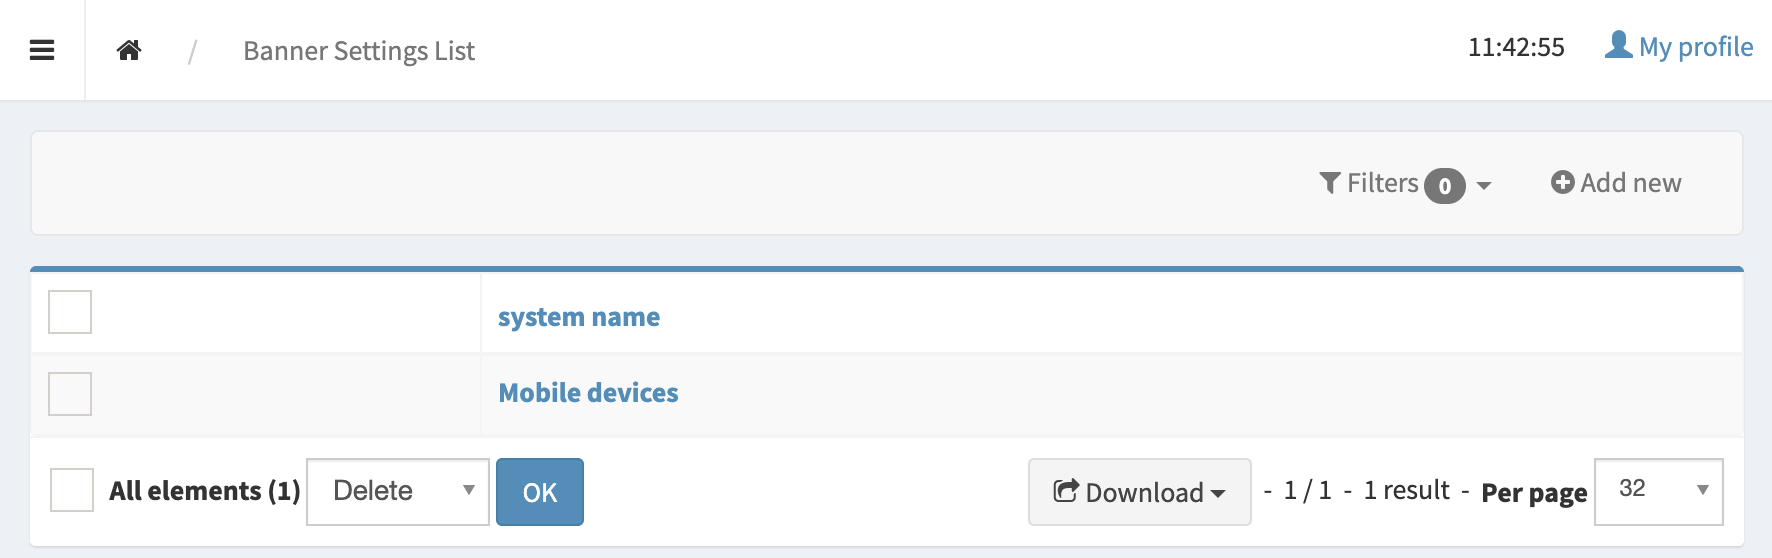 / Banner Settings List 11:42:55 My profile
Filters 0 Add new
system name
Mobile devices
All elements (1) Delete OK Download - 1 / 1 - 1 result - Per page 32